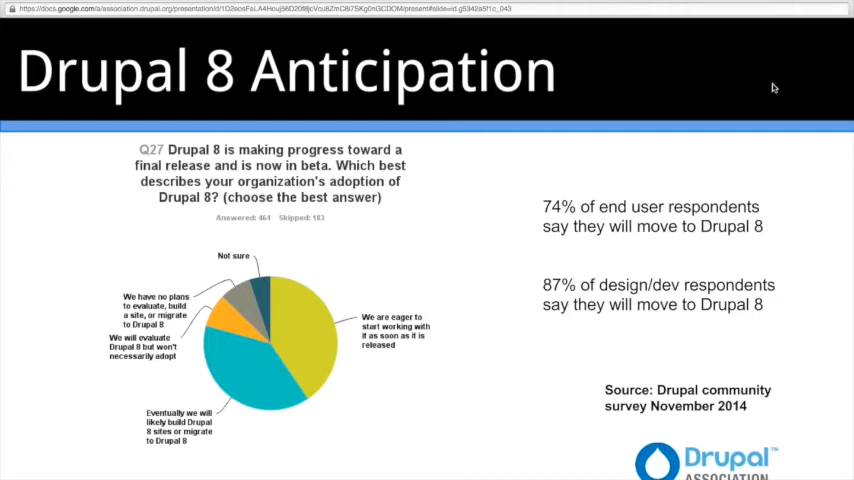 Drupal 8 Anticipation
Q27 Drupal 8 is making progress toward a
final release and is now in beta. Which best
describes your organization's adoption of
Drupal 8? (choose the best answer)
Answered: 464 Skipped: 183
Not sure
We have no plans
to evaluate, build
a site, or migrate
to Drupal 8
We will evaluate
Drupal 8 but won't
necessarily adopt
Eventually we will
likely build Drupal
8 sites or migrate
to Drupal 8
We are eager to
start working with
it as soon as it is
released
74% of end user respondents
say they will move to Drupal 8
87% of design/dev respondents
say they will move to Drupal 8
Source: Drupal community
survey November 2014
Drupal™
ASSOCIATION